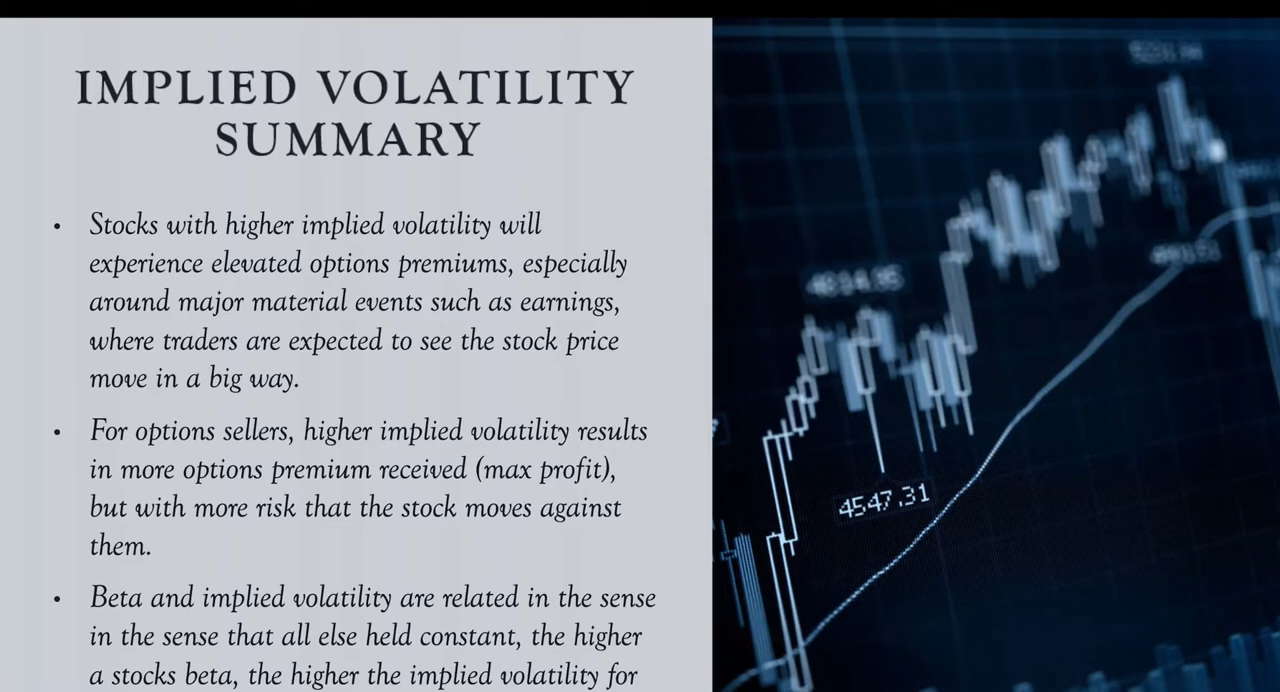 IMPLIED VOLATILITY
SUMMARY
• Stocks with higher implied volatility will
experience elevated options premiums, especially
around major material events such as earnings,
where traders are expected to see the stock price
move in a big way.
• For options sellers, higher implied volatility results
in more options premium received (max profit),
but with more risk that the stock moves against
them.
• Beta and implied volatility are related in the sense
in the sense that all else held constant, the higher
a stocks beta, the higher the implied volatility for
4814.95
4547.31